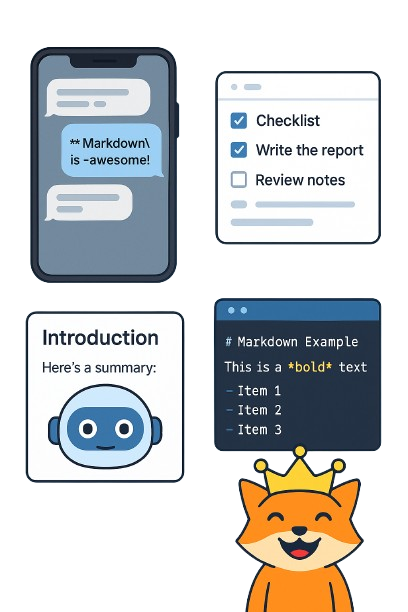 ** Markdown\
is -awesome!
Checklist
Write the report
Review notes
Introduction
Here's a summary:
# Markdown Example
This is a *bold* text
- Item 1
- Item 2
- Item 3